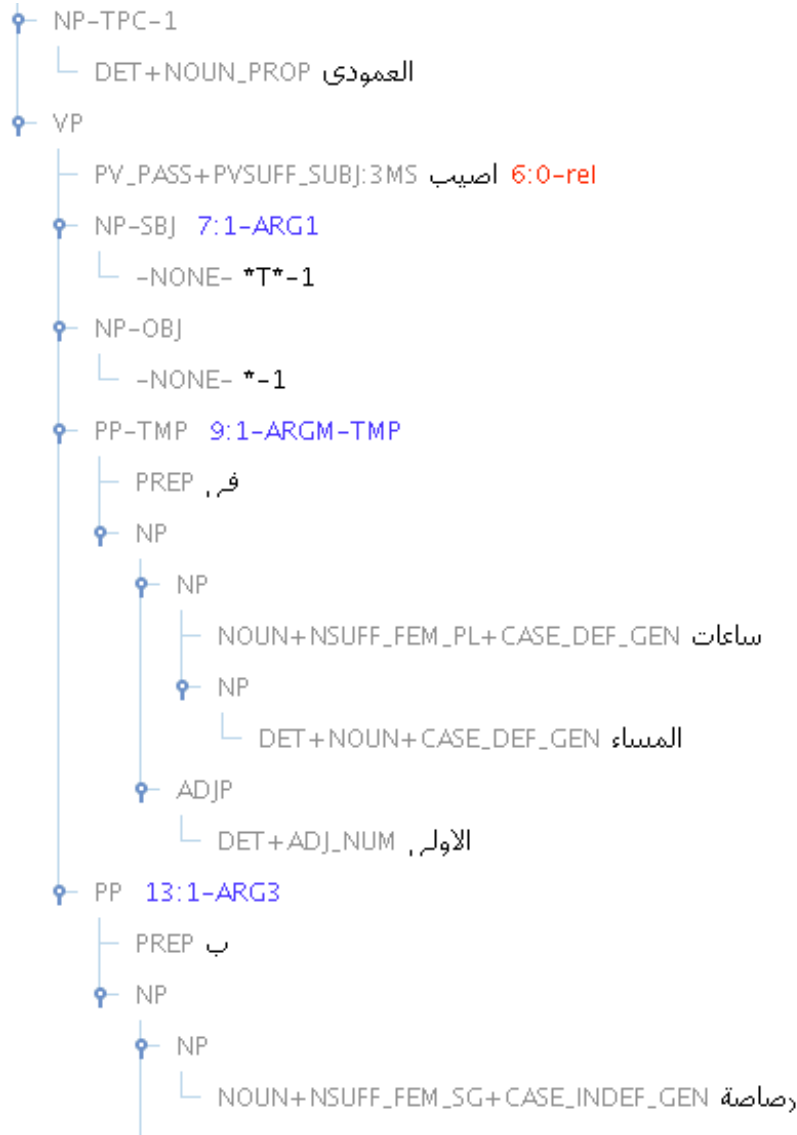 NP-TPC-1
DET+NOUN_PROP العمودى
VP
PV_PASS+PVSUFF_SUBJ:3MS اصيب 6:0-rel
NP-SBJ 7:1-ARG1
-NONE- *T*-1
NP-OBJ
-NONE- *-1
PP-TMP 9:1-ARGM-TMP
PREP في
NP
NP
NOUN+NSUFF_FEM_PL+CASE_DEF_GEN ساعات
NP
DET+NOUN+CASE_DEF_GEN المساء
ADJP
DET+ADJ_NUM الاولى
PP 13:1-ARG3
PREP ب
NP
NP
NOUN+NSUFF_FEM_SG+CASE_INDEF_GEN رصاصة